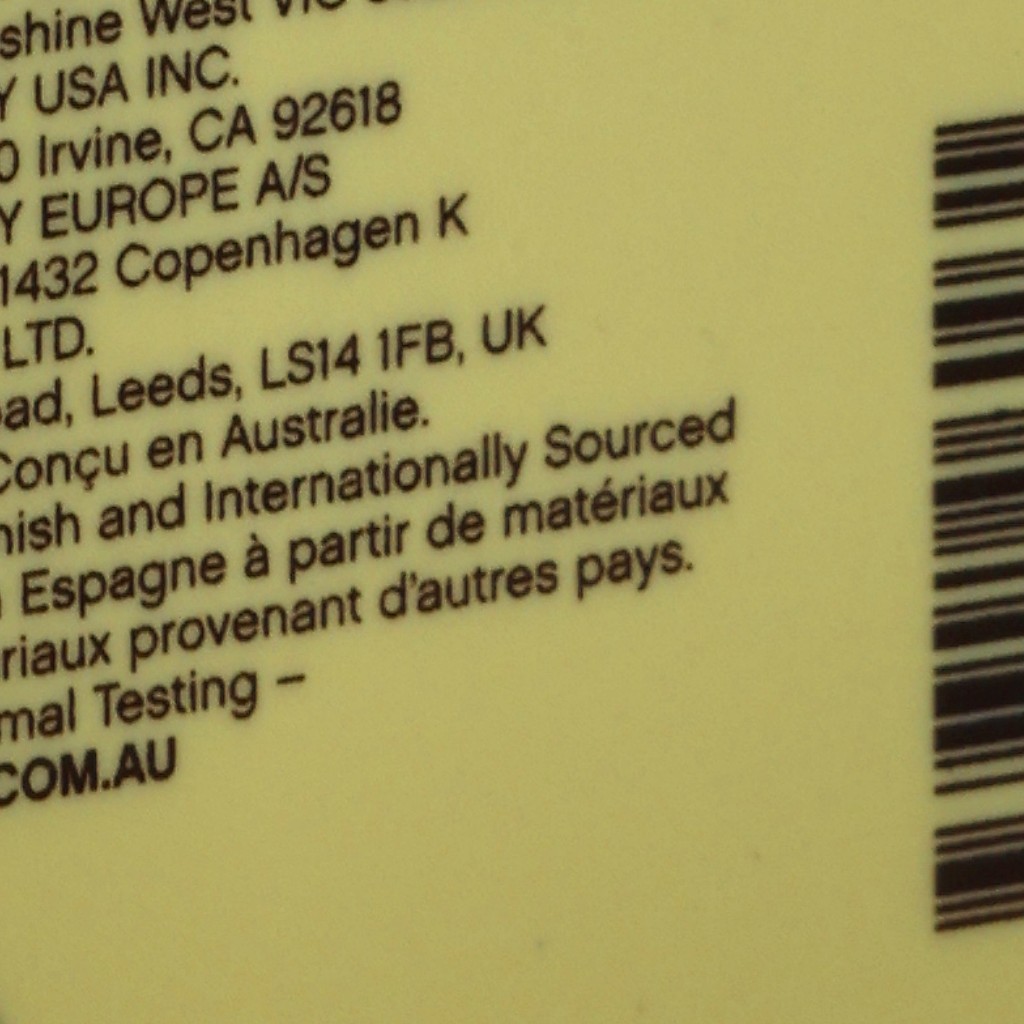 shine West VIC
Y USA INC.
0 Irvine, CA 92618
Y EUROPE A/S
1432 Copenhagen K
LTD.
ad, Leeds, LS14 1FB, UK
Conçu en Australie.
nish and Internationally Sourced
Espagne à partir de matériaux
riaux provenant d'autres pays.
mal Testing –
COM.AU